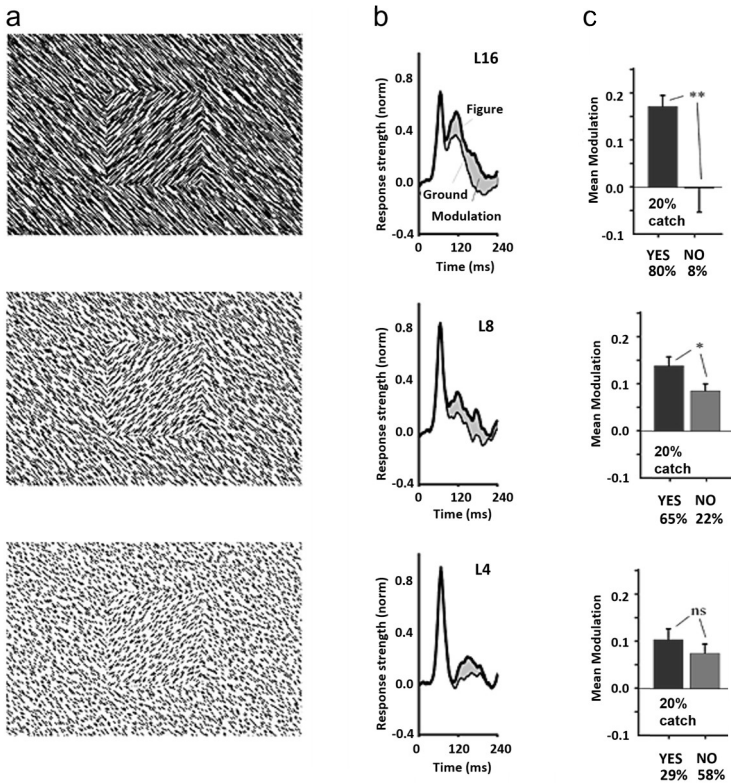 a
b
c
L16
0.8
0.4
0.0
-0.4
Response strength (norm)
Figure
Ground
Modulation
0
120
240
Time (ms)
0.2
0.1
0.0
-0.1
Mean Modulation
**
20%
catch
YES NO
80% 8%
L8
0.8
0.4
0.0
-0.4
Response strength (norm)
0
120
240
Time (ms)
0.2
0.1
0.0
-0.1
Mean Modulation
*
20%
catch
YES NO
65% 22%
L4
0.8
0.4
0.0
-0.4
Response strength (norm)
0
120
240
Time (ms)
0.2
0.1
0.0
-0.1
Mean Modulation
ns
20%
catch
YES NO
29% 58%